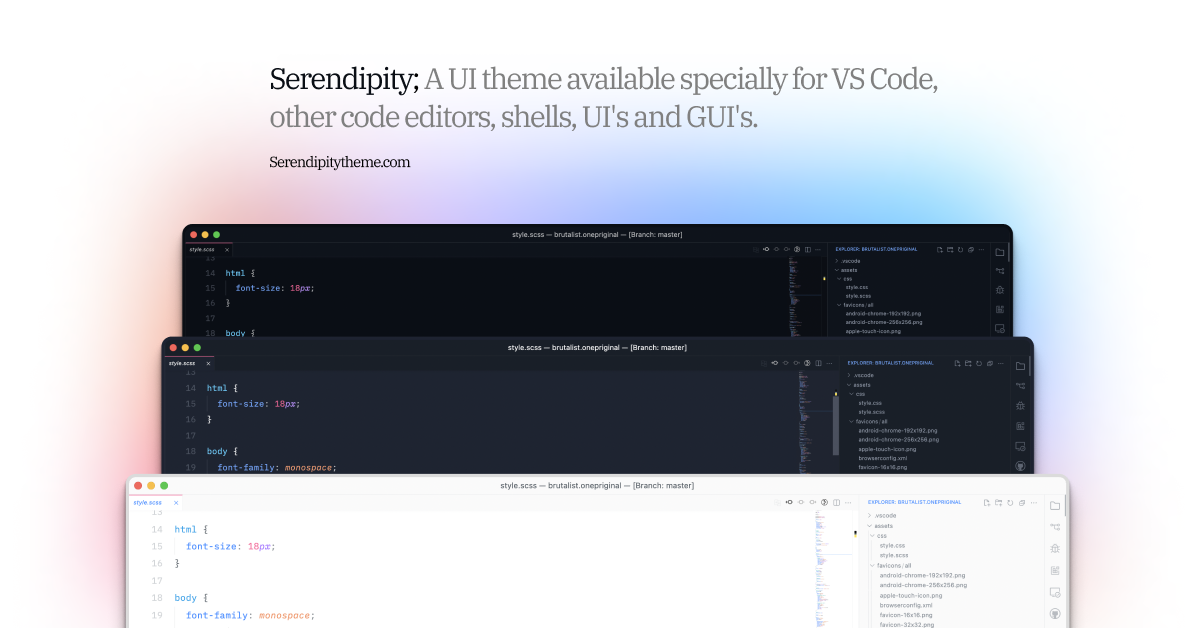 Serendipity; A UI theme available specially for VS Code,
other code editors, shells, UI's and GUI's.
Serendipitytheme.com
style.scss — brutalist.onepriginal — [Branch: master]
style.scss ×
EXPLORER: BRUTALIST.ONEPRIGINAL
13
14 html {
15 font-size: 18px;
16 }
17
18 body {
.vscode
assets
css
style.css
style.scss
favicons/all
android-chrome-192x192.png
android-chrome-256x256.png
apple-touch-icon.png
style.scss — brutalist.onepriginal — [Branch: master]
style.scss ×
EXPLORER: BRUTALIST.ONEPRIGINAL
13
14 html {
15 font-size: 18px;
16 }
17
18 body {
19 font-family: monospace;
.vscode
assets
css
style.css
style.scss
favicons/all
android-chrome-192x192.png
android-chrome-256x256.png
apple-touch-icon.png
browserconfig.xml
favicon-16x16.png
style.scss — brutalist.onepriginal — [Branch: master]
style.scss ×
EXPLORER: BRUTALIST.ONEPRIGINAL
13
14 html {
15 font-size: 18px;
16 }
17
18 body {
19 font-family: monospace;
.vscode
assets
css
style.css
style.scss
favicons/all
android-chrome-192x192.png
android-chrome-256x256.png
apple-touch-icon.png
browserconfig.xml
favicon-16x16.png
favicon-32x32.png